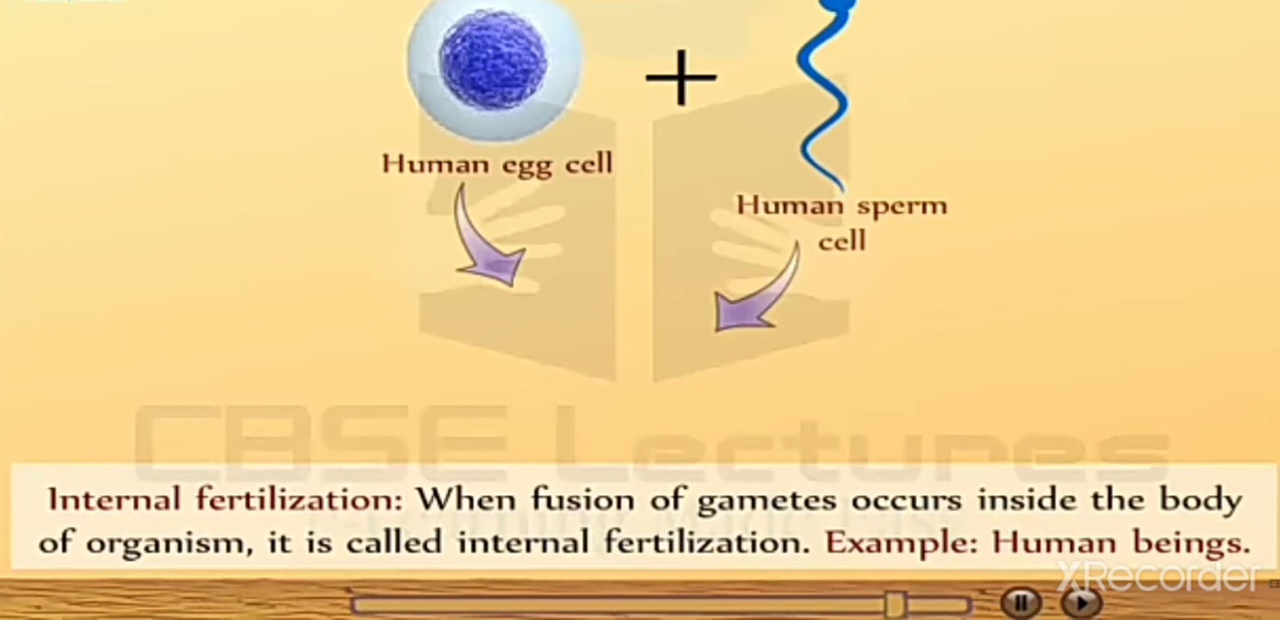 Human egg cell
Human sperm
cell
CBSE Lectures
Internal fertilization: When fusion of gametes occurs inside the body
of organism, it is called internal fertilization. Example: Human beings.
XRecorder